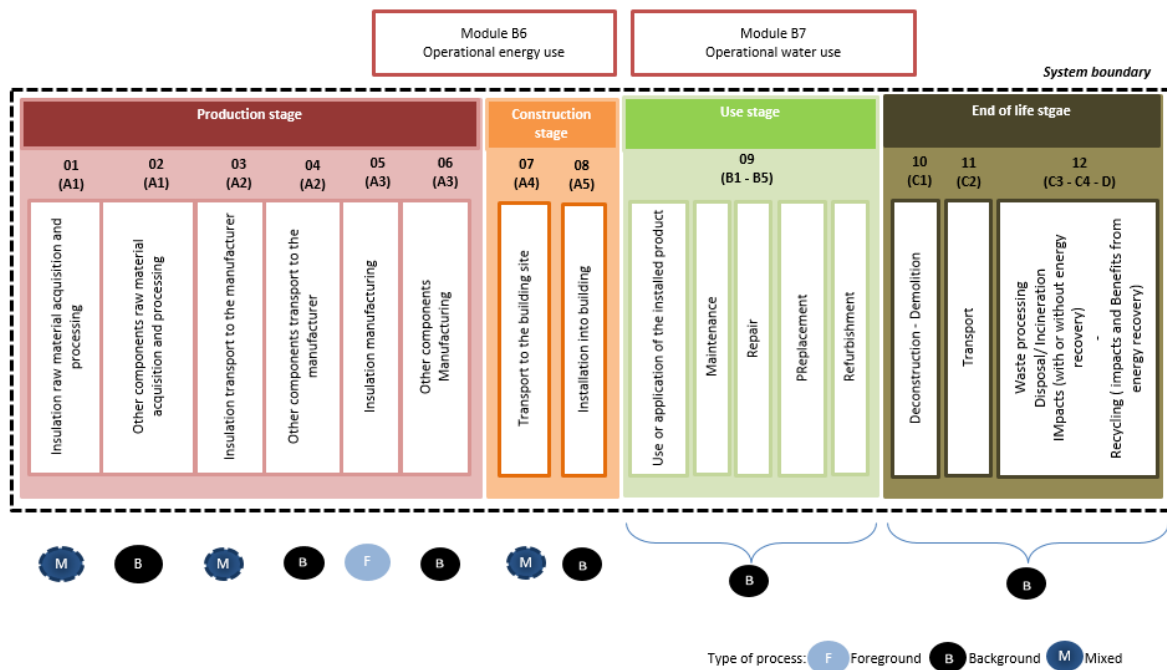 Module B6
Operational energy use
Module B7
Operational water use
System boundary
Production stage
Construction
stage
Use stage
End of life stgae
01
(A1)
02
(A1)
03
(A2)
04
(A2)
05
(A3)
06
(A3)
07
(A4)
08
(A5)
09
(B1 - B5)
10
(C1)
11
(C2)
12
(C3 - C4 - D)
Insulation raw material acquisition and
processing
Other components raw material
acquisition and processing
Insulation transport to the manufacturer
Other components transport to the
manufacturer
Insulation manufacturing
Other components
Manufacturing
Transport to the building site
Installation into building
Use or application of the installed product
Maintenance
Repair
PReplacement
Refurbishment
Deconstruction - Demolition
Transport
Waste processing
Disposal/ Incineration
IMpacts (with or without energy
recovery)
-
Recycling ( impacts and Benefits from
energy recovery)
M
B
M
B
F
B
M
B
B
B
Type of process: F Foreground B Background M Mixed